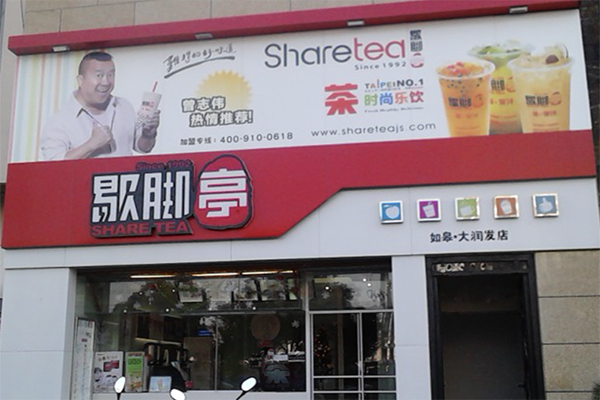 Sharetea
歇脚亭
Since 1992
曾志伟
热情推荐!
加盟专线: 400-910-0618
茶
TAIPEI NO.1
时尚乐饮
www.shareteajs.com
Since 1992
歇脚亭
SHARE TEA
如皋·大润发店